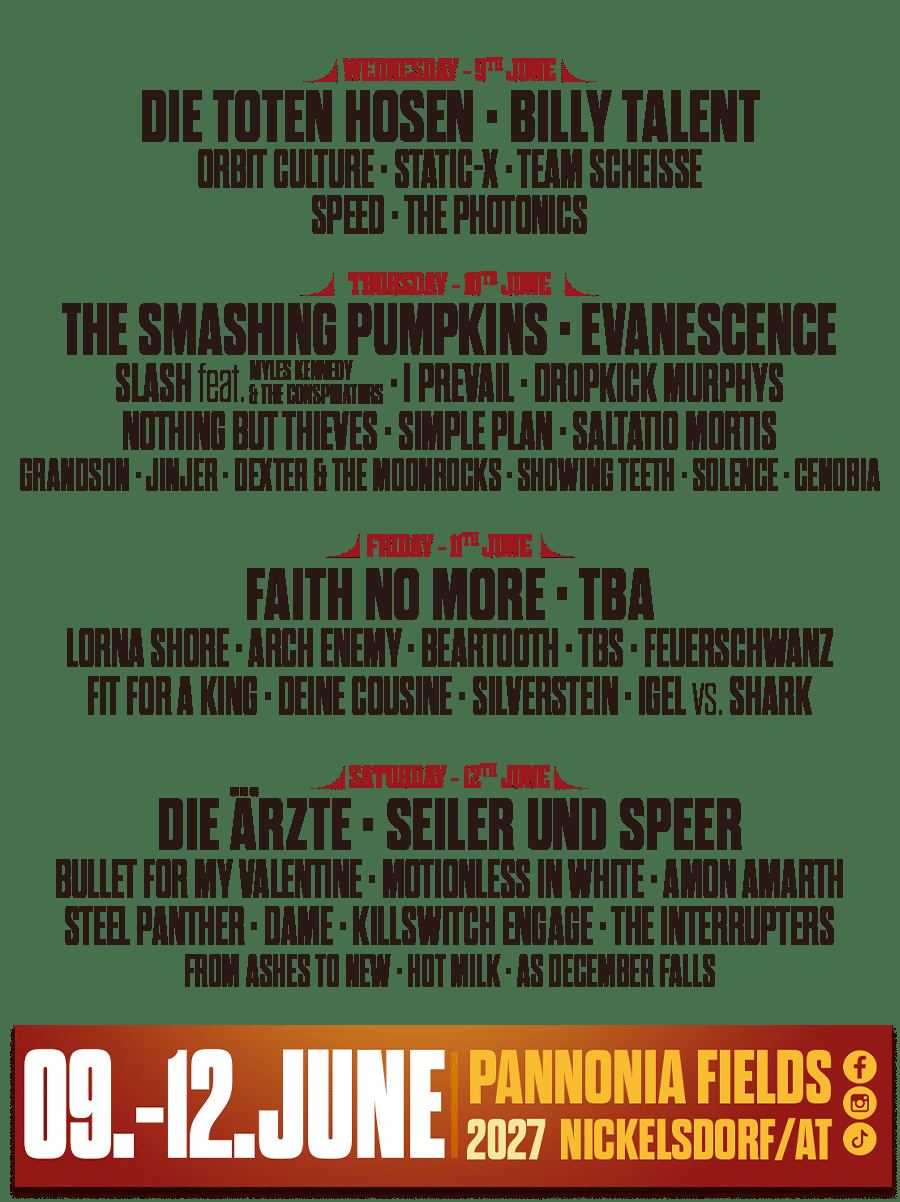 WEDNESDAY - 9TH JUNE
DIE TOTEN HOSEN · BILLY TALENT
ORBIT CULTURE · STATIC-X · TEAM SCHEISSE
SPEED · THE PHOTONICS
THURSDAY - 10TH JUNE
THE SMASHING PUMPKINS · EVANESCENCE
SLASH feat. MYLES KENNEDY & THE CONSPIRATORS · I PREVAIL · DROPKICK MURPHYS
NOTHING BUT THIEVES · SIMPLE PLAN · SALTATIO MORTIS
GRANDSON · JINJER · DEXTER & THE MOONROCKS · SHOWING TEETH · SOLENCE · CENOBIA
FRIDAY - 11TH JUNE
FAITH NO MORE · TBA
LORNA SHORE · ARCH ENEMY · BEARTOOTH · TBS · FEUERSCHWANZ
FIT FOR A KING · DEINE COUSINE · SILVERSTEIN · IGEL vs. SHARK
SATURDAY - 12TH JUNE
DIE ÄRZTE · SEILER UND SPEER
BULLET FOR MY VALENTINE · MOTIONLESS IN WHITE · AMON AMARTH
STEEL PANTHER · DAME · KILLSWITCH ENGAGE · THE INTERRUPTERS
FROM ASHES TO NEW · HOT MILK · AS DECEMBER FALLS
09.-12.JUNE
PANNONIA FIELDS
2027 NICKELSDORF/AT